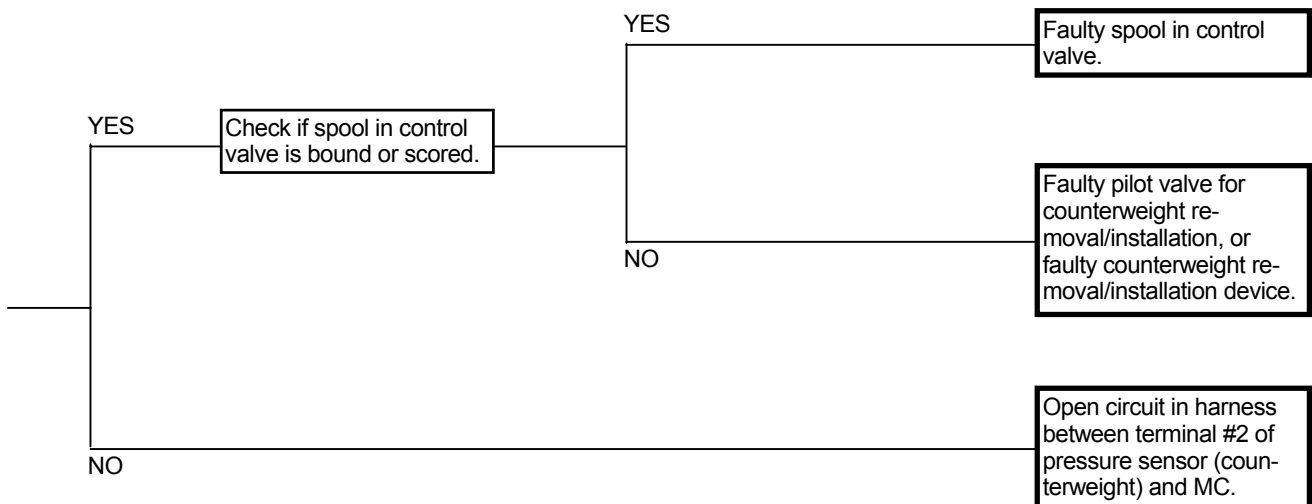 YES
Faulty spool in control
valve.
YES
Check if spool in control
valve is bound or scored.
Faulty pilot valve for
counterweight re-
moval/installation, or
faulty counterweight re-
moval/installation device.
NO
Open circuit in harness
between terminal #2 of
pressure sensor (coun-
terweight) and MC.
NO